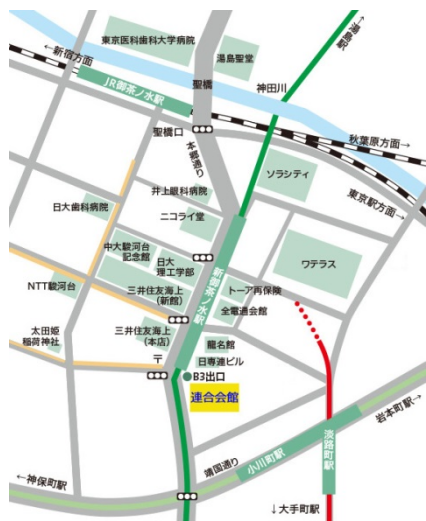 ←湯島駅
東京医科歯科大学病院
湯島聖堂
←新宿方面
JR御茶ノ水駅
聖橋
神田川
聖橋口
秋葉原方面→
本郷通り
ソラシティ
井上眼科病院
東京駅方面→
日大歯科病院
ニコライ堂
中大駿河台
記念館
日大
理工学部
ワテラス
新御茶ノ水駅
NTT駿河台
三井住友海上
(新館)
トーア再保険
全電通会館
太田姫
稲荷神社
三井住友海上
(本店)
龍名館
〒
日専連ビル
B3出口
連合会館
岩本町駅→
淡路町駅
小川町駅
靖国通り
←神保町駅
↓大手町駅